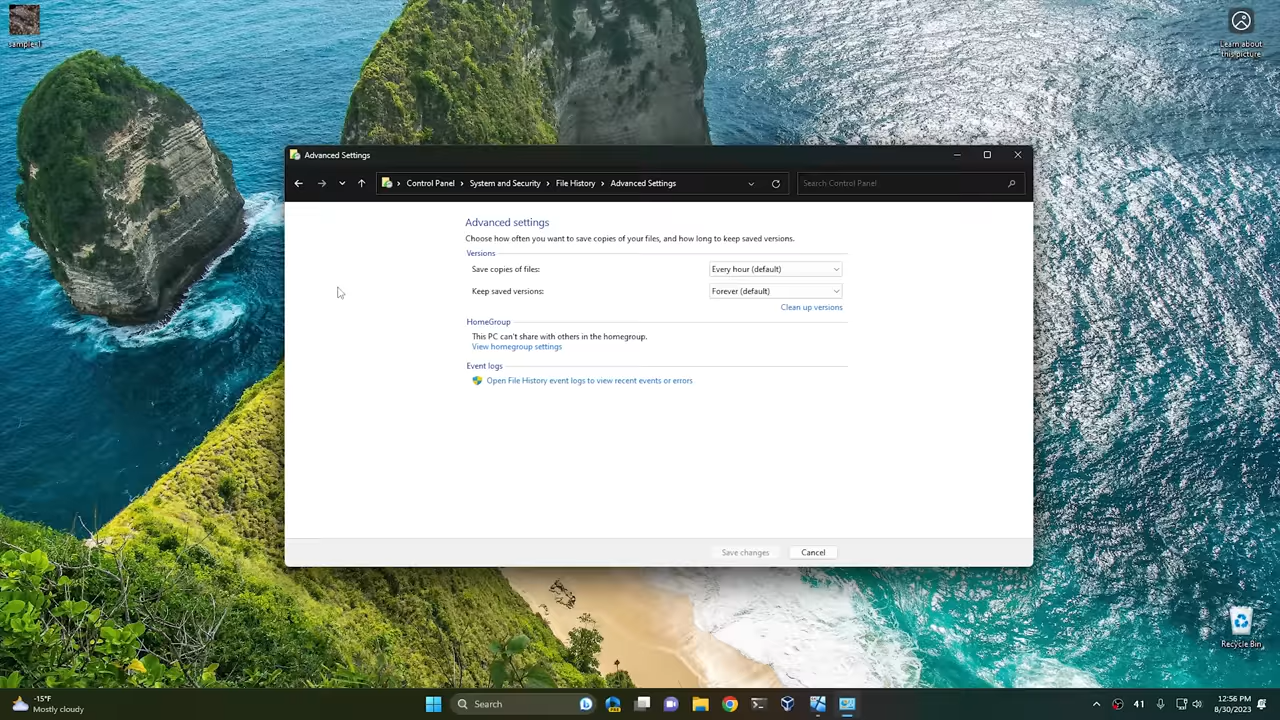 sample-1
Learn about
this picture
Advanced Settings
Control Panel > System and Security > File History > Advanced Settings
Search Control Panel
Advanced settings
Choose how often you want to save copies of your files, and how long to keep saved versions.
Versions
Save copies of files: Every hour (default)
Keep saved versions: Forever (default)
Clean up versions
HomeGroup
This PC can't share with others in the homegroup.
View homegroup settings
Event logs
Open File History event logs to view recent events or errors
Save changes Cancel
Recycle Bin
-15°F
Mostly cloudy
Search
41
12:56 PM
8/30/2023